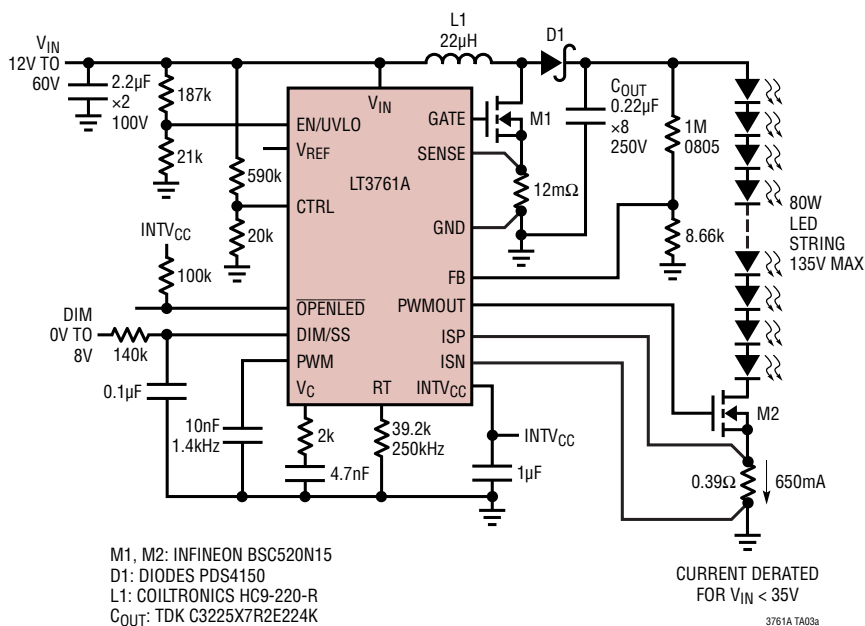 VIN
12V TO
60V
2.2µF
×2
100V
187k
21k
590k
20k
INTVCC
100k
DIM
0V TO
8V
140k
0.1µF
10nF
1.4kHz
2k
4.7nF
39.2k
250kHz
1µF
INTVCC
L1
22µH
D1
VIN
EN/UVLO
VREF
CTRL
OPENLED
DIM/SS
PWM
VC
RT
LT3761A
GATE
SENSE
GND
FB
PWMOUT
ISP
ISN
INTVCC
M1
12mΩ
COUT
0.22µF
×8
250V
1M
0805
8.66k
80W
LED
STRING
135V MAX
M2
0.39Ω
650mA
M1, M2: INFINEON BSC520N15
D1: DIODES PDS4150
L1: COILTRONICS HC9-220-R
COUT: TDK C3225X7R2E224K
CURRENT DERATED
FOR VIN < 35V
3761A TA03a